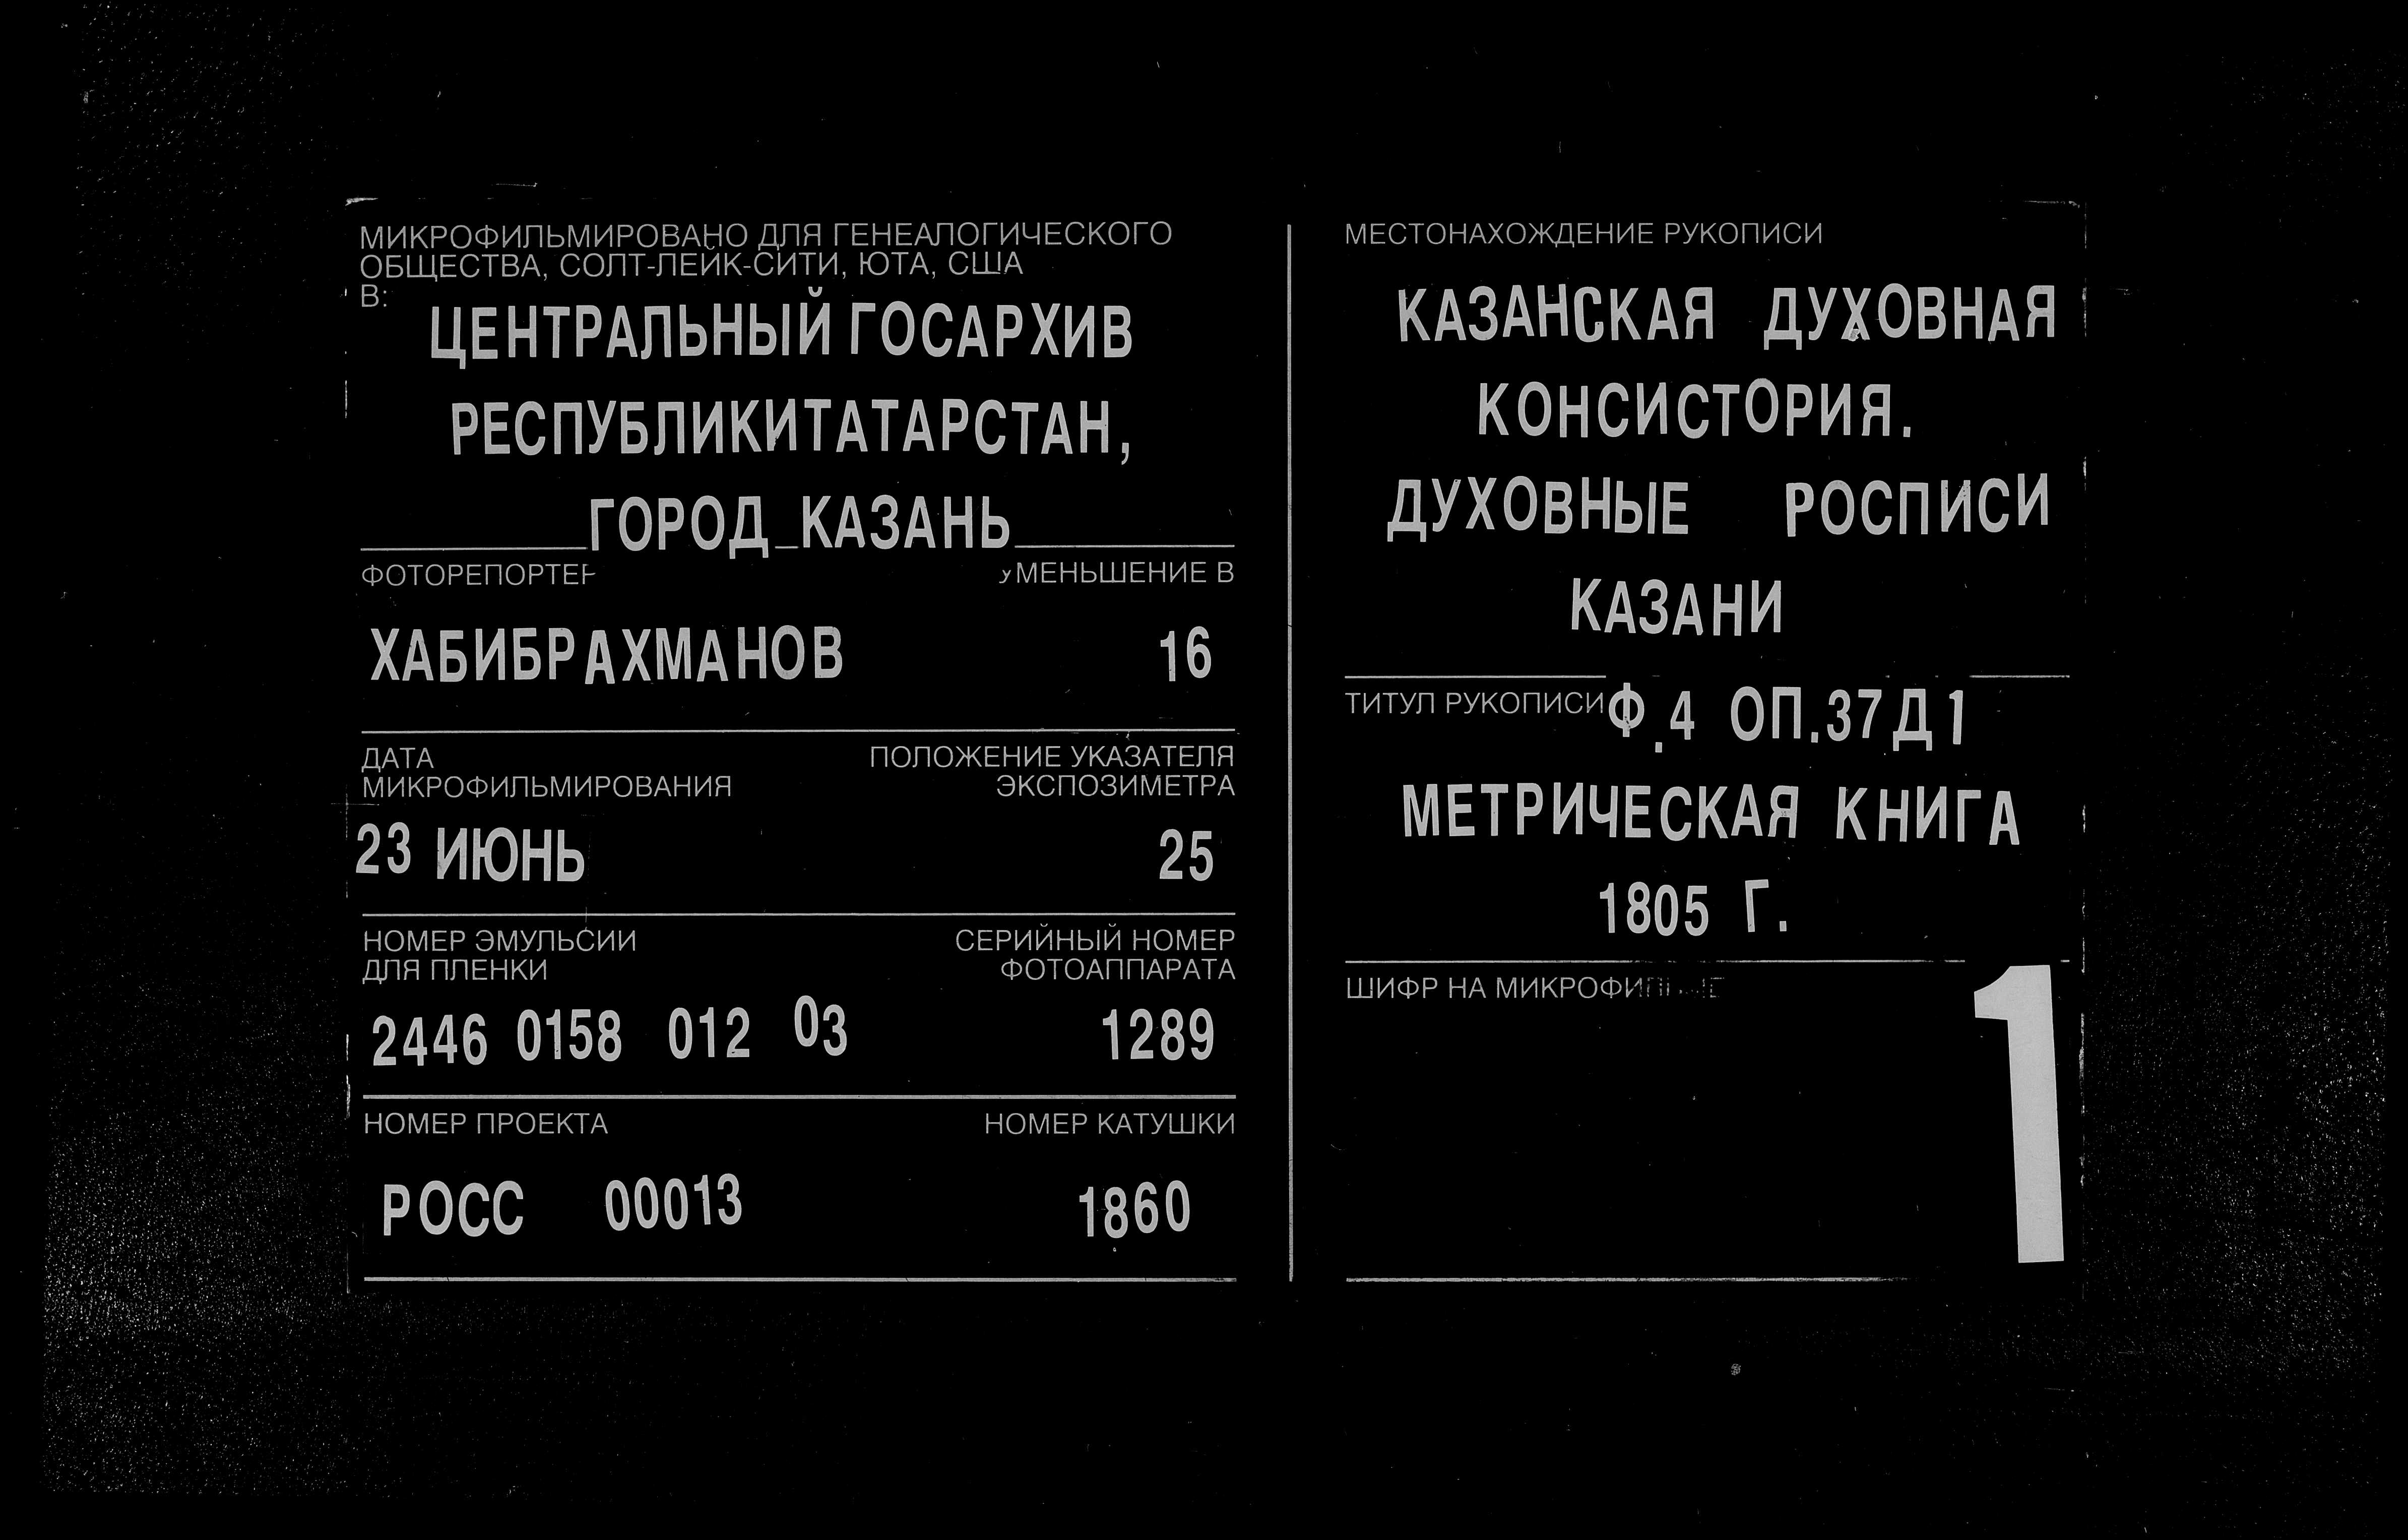 МИКРОФИЛЬМИРОВАНО ДЛЯ ГЕНЕАЛОГИЧЕСКОГО
ОБЩЕСТВА, СОЛТ-ЛЕЙК-СИТИ, ЮТА, США
В:
ЦЕНТРАЛЬНЫЙ ГОСАРХИВ
РЕСПУБЛИКИТАТАРСТАН,
ГОРОД КАЗАНЬ
ФОТОРЕПОРТЕР УМЕНЬШЕНИЕ В
ХАБИБРАХМАНОВ 16
ДАТА ПОЛОЖЕНИЕ УКАЗАТЕЛЯ
МИКРОФИЛЬМИРОВАНИЯ ЭКСПОЗИМЕТРА
23 ИЮНЬ 25
НОМЕР ЭМУЛЬСИИ СЕРИЙНЫЙ НОМЕР
ДЛЯ ПЛЕНКИ ФОТОАППАРАТА
2446 0158 012 03 1289
НОМЕР ПРОЕКТА НОМЕР КАТУШКИ
РОСС 00013 1860
МЕСТОНАХОЖДЕНИЕ РУКОПИСИ
КАЗАНСКАЯ ДУХОВНАЯ
КОНСИСТОРИЯ.
ДУХОВНЫЕ РОСПИСИ
КАЗАНИ
ТИТУЛ РУКОПИСИ Ф.4 ОП.37Д1
МЕТРИЧЕСКАЯ КНИГА
1805 Г.
ШИФР НА
1